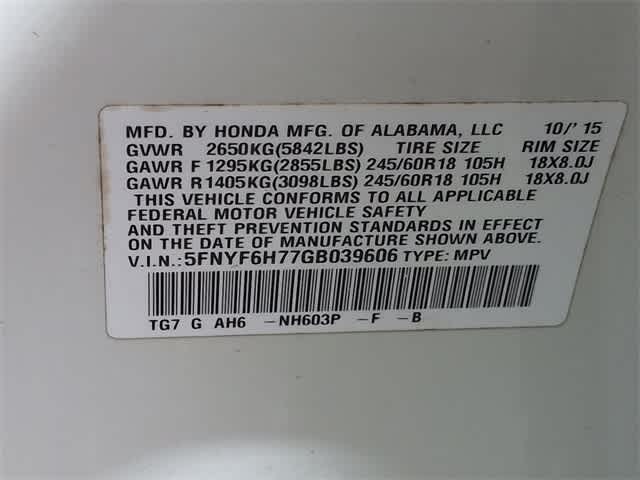 MFD. BY HONDA MFG. OF ALABAMA, LLC 10/' 15
GVWR 2650KG(5842LBS) TIRE SIZE RIM SIZE
GAWR F 1295KG(2855LBS) 245/60R18 105H 18X8.0J
GAWR R 1405KG(3098LBS) 245/60R18 105H 18X8.0J
THIS VEHICLE CONFORMS TO ALL APPLICABLE
FEDERAL MOTOR VEHICLE SAFETY
AND THEFT PREVENTION STANDARDS IN EFFECT
ON DATE OF MANUFACTURE SHOWN ABOVE.
V.I.N.: 5FNYF6H77GB039606 TYPE: MPV
TG7 G AH6 -NH603P -F -B